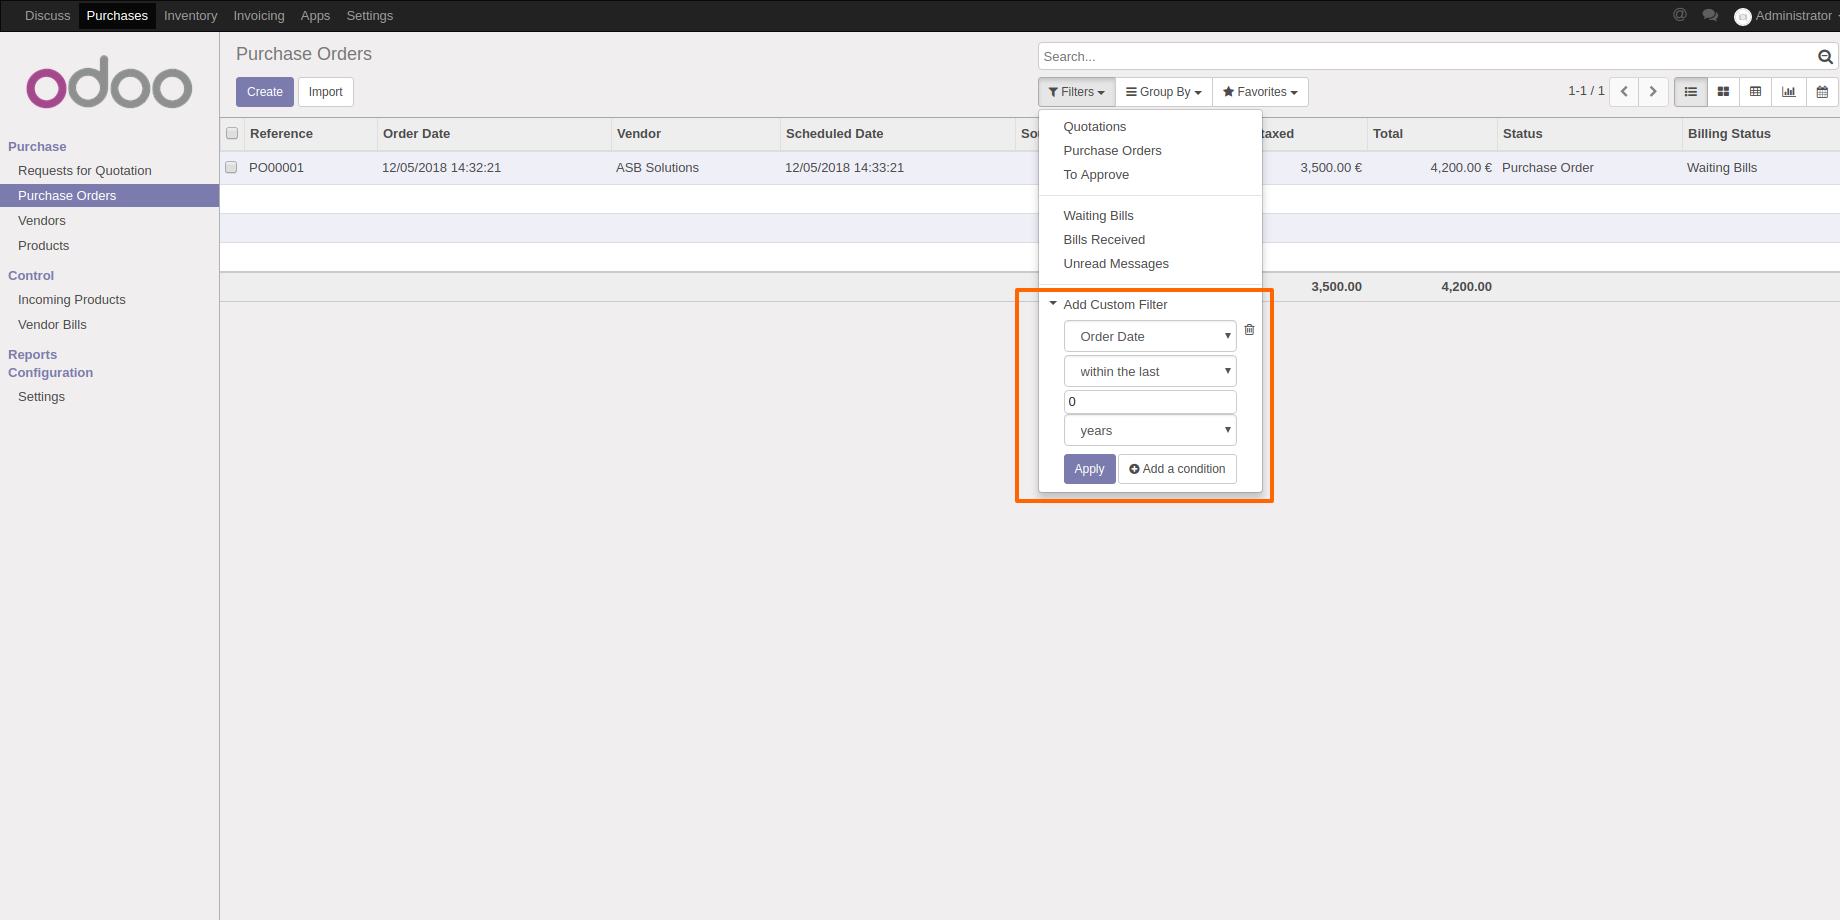 Discuss Purchases Inventory Invoicing Apps Settings @ Administrator
odoo
Purchase Orders
Search...
Create Import
Filters Group By Favorites
1-1 / 1
Reference Order Date Vendor Scheduled Date Sou taxed Total Status Billing Status
PO00001 12/05/2018 14:32:21 ASB Solutions 12/05/2018 14:33:21 3,500.00 € 4,200.00 € Purchase Order Waiting Bills
3,500.00 4,200.00
Purchase
Requests for Quotation
Purchase Orders
Vendors
Products
Control
Incoming Products
Vendor Bills
Reports
Configuration
Settings
Quotations
Purchase Orders
To Approve
Waiting Bills
Bills Received
Unread Messages
Add Custom Filter
Order Date
within the last
0
years
Apply Add a condition